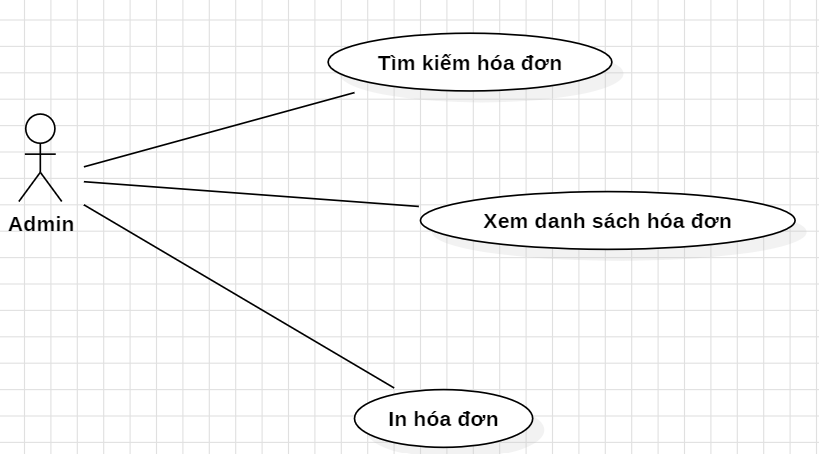 Tìm kiếm hóa đơn
Xem danh sách hóa đơn
Admin
In hóa đơn